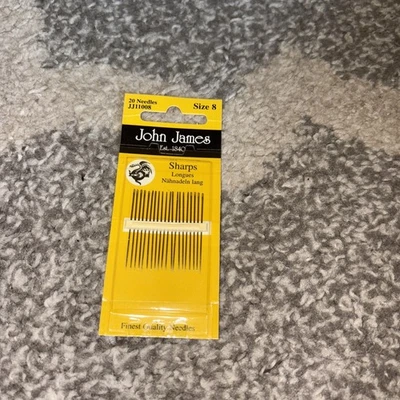 20 Needles
JJ11008
Size 8
John James
Est. 1840
Sharps
Longues
Nähnadeln lang
Finest Quality Needles